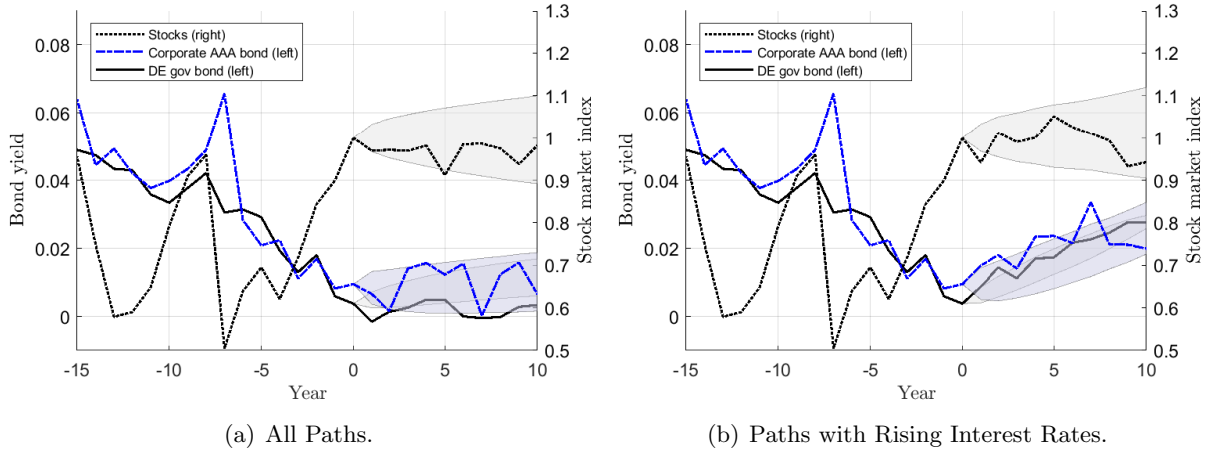 0.08
0.06
0.04
0.02
0
Bond yield
Stocks (right)
Corporate AAA bond (left)
DE gov bond (left)
1.3
1.2
1.1
1
0.9
0.8
0.7
0.6
0.5
Stock market index
-15 -10 -5 0 5 10
Year
(a) All Paths.
0.08
0.06
0.04
0.02
0
Bond yield
Stocks (right)
Corporate AAA bond (left)
DE gov bond (left)
1.3
1.2
1.1
1
0.9
0.8
0.7
0.6
0.5
Stock market index
-15 -10 -5 0 5 10
Year
(b) Paths with Rising Interest Rates.